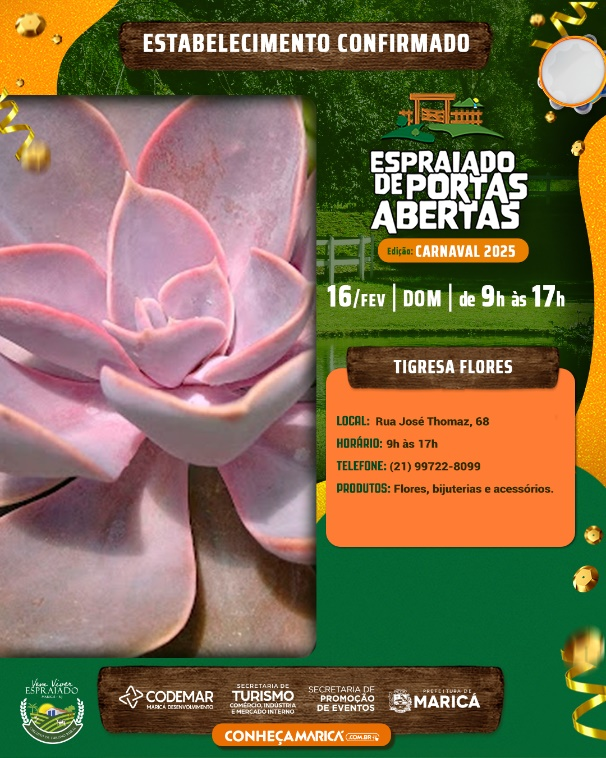 ESTABELECIMENTO CONFIRMADO
ESPRAIADO
DE PORTAS
ABERTAS
Edição: CARNAVAL 2025
16/FEV | DOM | de 9h às 17h
TIGRESA FLORES
LOCAL: Rua José Thomaz, 68
HORÁRIO: 9h às 17h
TELEFONE: (21) 99722-8099
PRODUTOS: Flores, bijuterias e acessórios.
Vem Viver
ESPRAIADO
CODEMAR
MARICÁ DESENVOLVIMENTO
SECRETARIA DE
TURISMO
COMÉRCIO, INDÚSTRIA
E MERCADO INTERNO
SECRETARIA DE
PROMOÇÃO
DE EVENTOS
PREFEITURA DE
MARICÁ
CONHEÇAMARICÁ .COM.BR